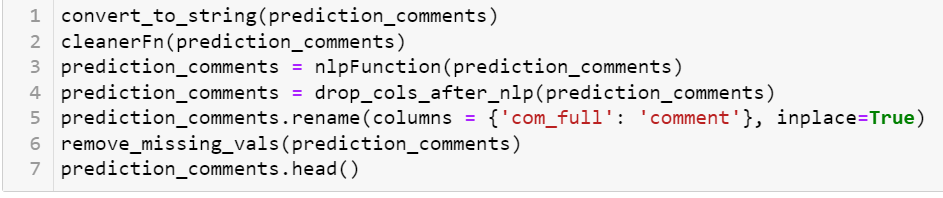 1 convert_to_string(prediction_comments)
2 cleanerFn(prediction_comments)
3 prediction_comments = nlpFunction(prediction_comments)
4 prediction_comments = drop_cols_after_nlp(prediction_comments)
5 prediction_comments.rename(columns = {'com_full': 'comment'}, inplace=True)
6 remove_missing_vals(prediction_comments)
7 prediction_comments.head()